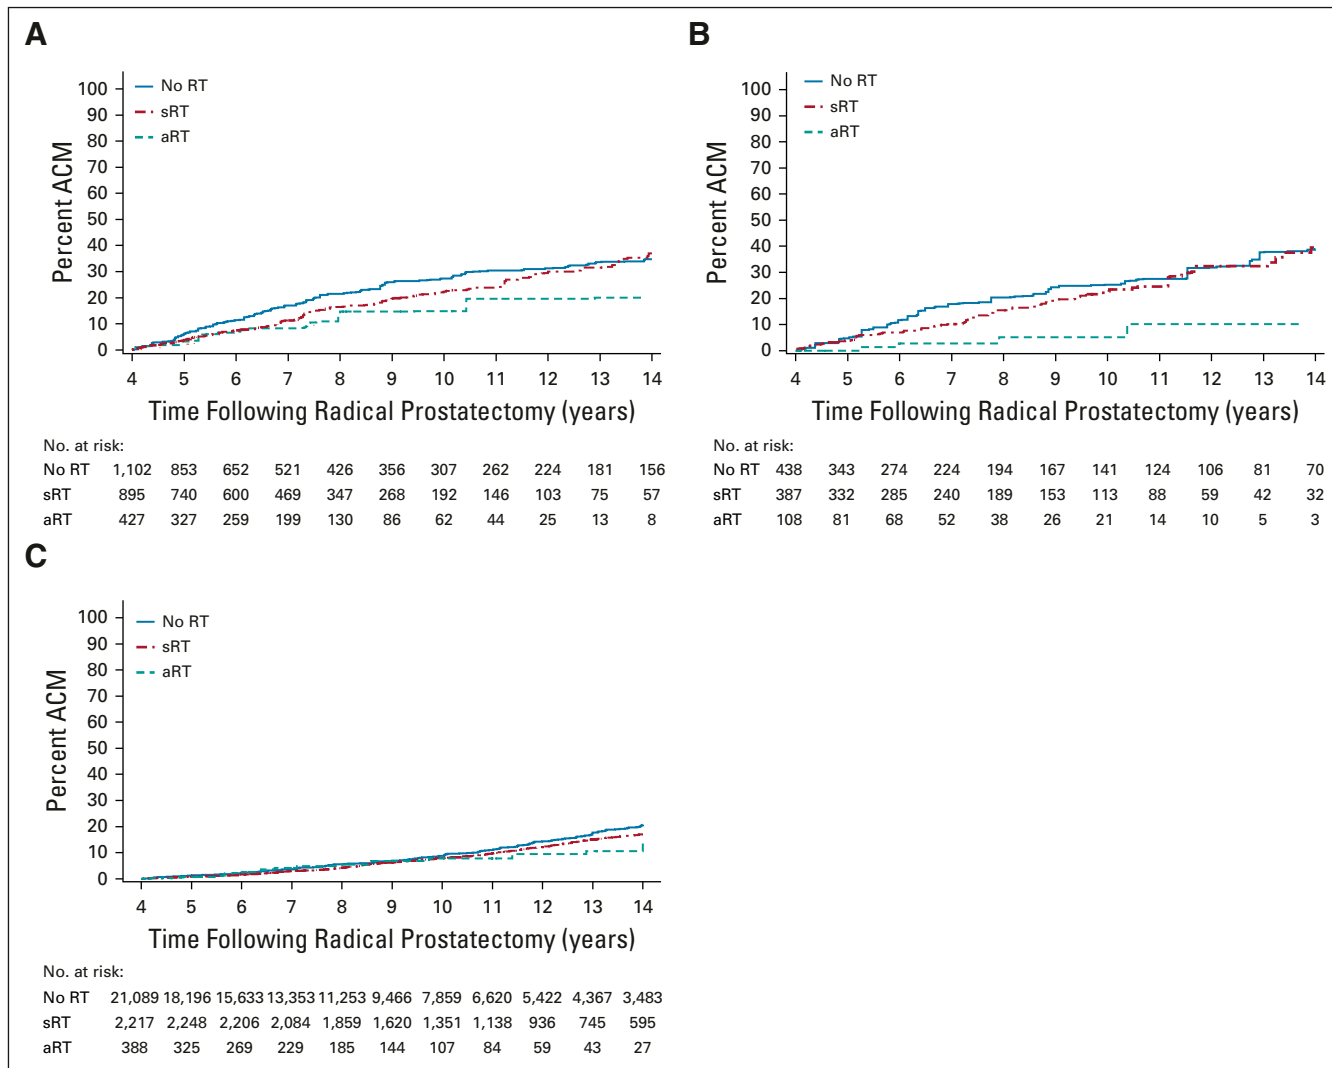 A
100
90
80
70
60
50
40
30
20
10
0
Percent ACM
No RT
sRT
aRT
4 5 6 7 8 9 10 11 12 13 14
Time Following Radical Prostatectomy (years)
No. at risk:
No RT 1,102 853 652 521 426 356 307 262 224 181 156
sRT 895 740 600 469 347 268 192 146 103 75 57
aRT 427 327 259 199 130 86 62 44 25 13 8
B
100
90
80
70
60
50
40
30
20
10
0
Percent ACM
No RT
sRT
aRT
4 5 6 7 8 9 10 11 12 13 14
Time Following Radical Prostatectomy (years)
No. at risk:
No RT 438 343 274 224 194 167 141 124 106 81 70
sRT 387 332 285 240 189 153 113 88 59 42 32
aRT 108 81 68 52 38 26 21 14 10 5 3
C
100
90
80
70
60
50
40
30
20
10
0
Percent ACM
No RT
sRT
aRT
4 5 6 7 8 9 10 11 12 13 14
Time Following Radical Prostatectomy (years)
No. at risk:
No RT 21,089 18,196 15,633 13,353 11,253 9,466 7,859 6,620 5,422 4,367 3,483
sRT 2,217 2,248 2,206 2,084 1,859 1,620 1,351 1,138 936 745 595
aRT 388 325 269 229 185 144 107 84 59 43 27